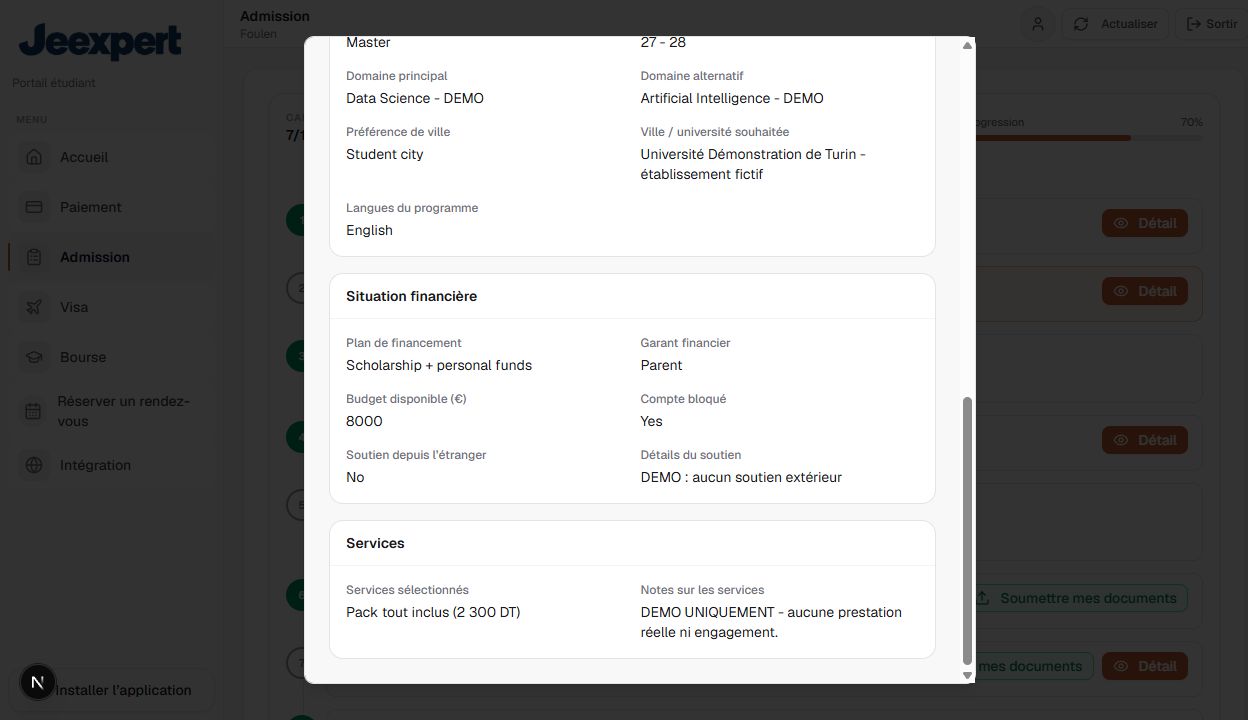 Jeexpert
Portail étudiant
MENU
Accueil
Paiement
Admission
Visa
Bourse
Réserver un rendez-
vous
Intégration
Installer l'application
N
Admission
Foulen
Actualiser
Sortir
70%
Détail
Détail
Détail
Soumettre mes documents
mes documents
Détail
Master
27 - 28
Domaine principal
Domaine alternatif
Data Science - DEMO
Artificial Intelligence - DEMO
Préférence de ville
Ville / université souhaitée
Student city
Université Démonstration de Turin -
établissement fictif
Langues du programme
English
Situation financière
Plan de financement
Garant financier
Scholarship + personal funds
Parent
Budget disponible (€)
Compte bloqué
8000
Yes
Soutien depuis l'étranger
Détails du soutien
No
DEMO : aucun soutien extérieur
Services
Services sélectionnés
Notes sur les services
Pack tout inclus (2 300 DT)
DEMO UNIQUEMENT - aucune prestation
réelle ni engagement.